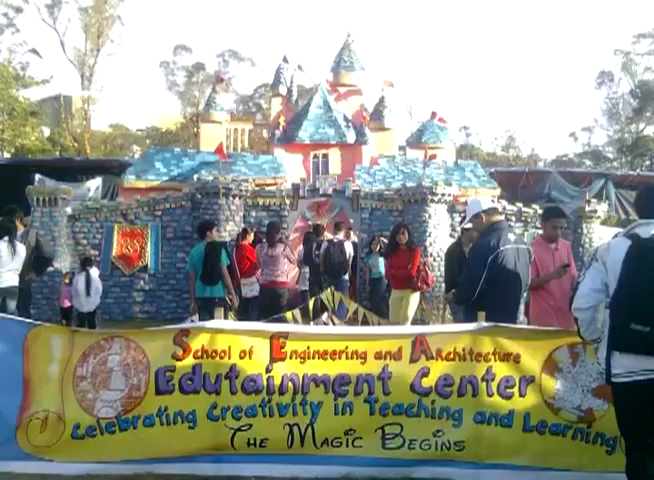 School of Engineering and Architecture
Edutainment Center
Celebrating Creativity in Teaching and Learning
The Magic Begins